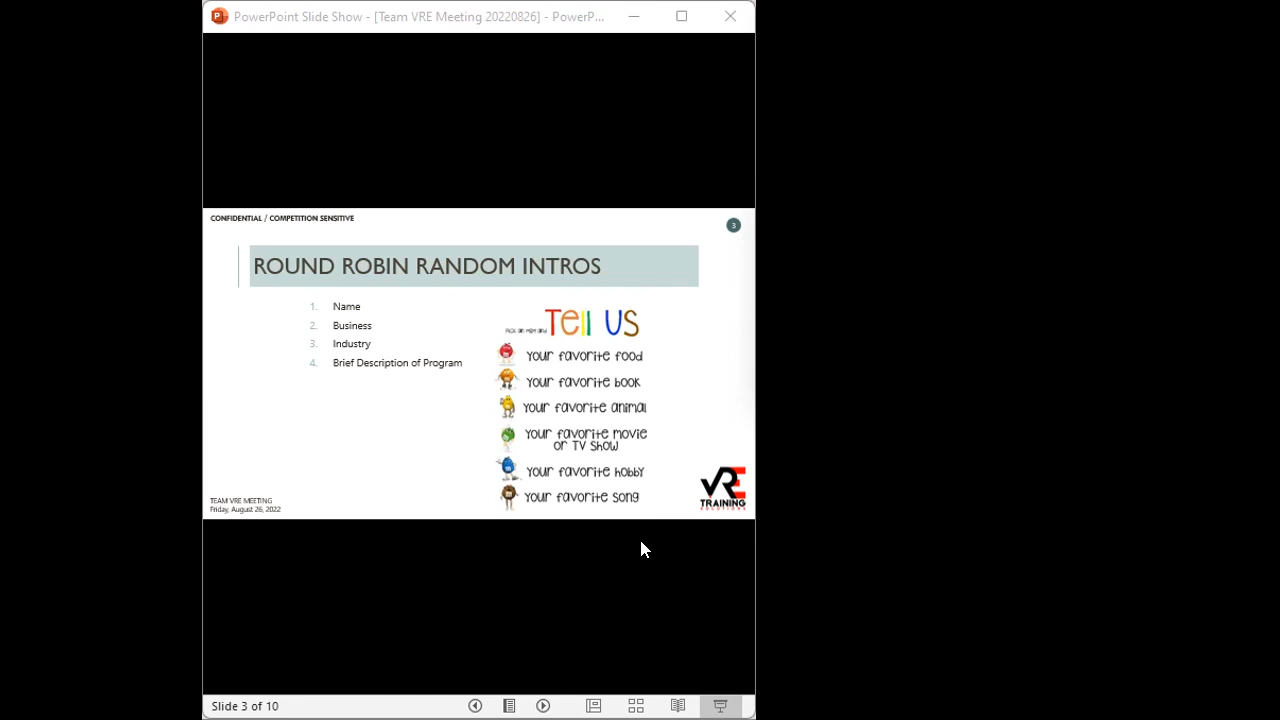 PowerPoint Slide Show - [Team VRE Meeting 20220826] - PowerP...
CONFIDENTIAL / COMPETITION SENSITIVE
3
ROUND ROBIN RANDOM INTROS
1. Name
2. Business
3. Industry
4. Brief Description of Program
Tell US
Your favorite food
Your favorite book
Your favorite animal
Your favorite movie
or TV Show
Your favorite hobby
Your favorite song
TEAM VRE MEETING
Friday, August 26, 2022
VRE
TRAINING
SOLUTIONS
Slide 3 of 10